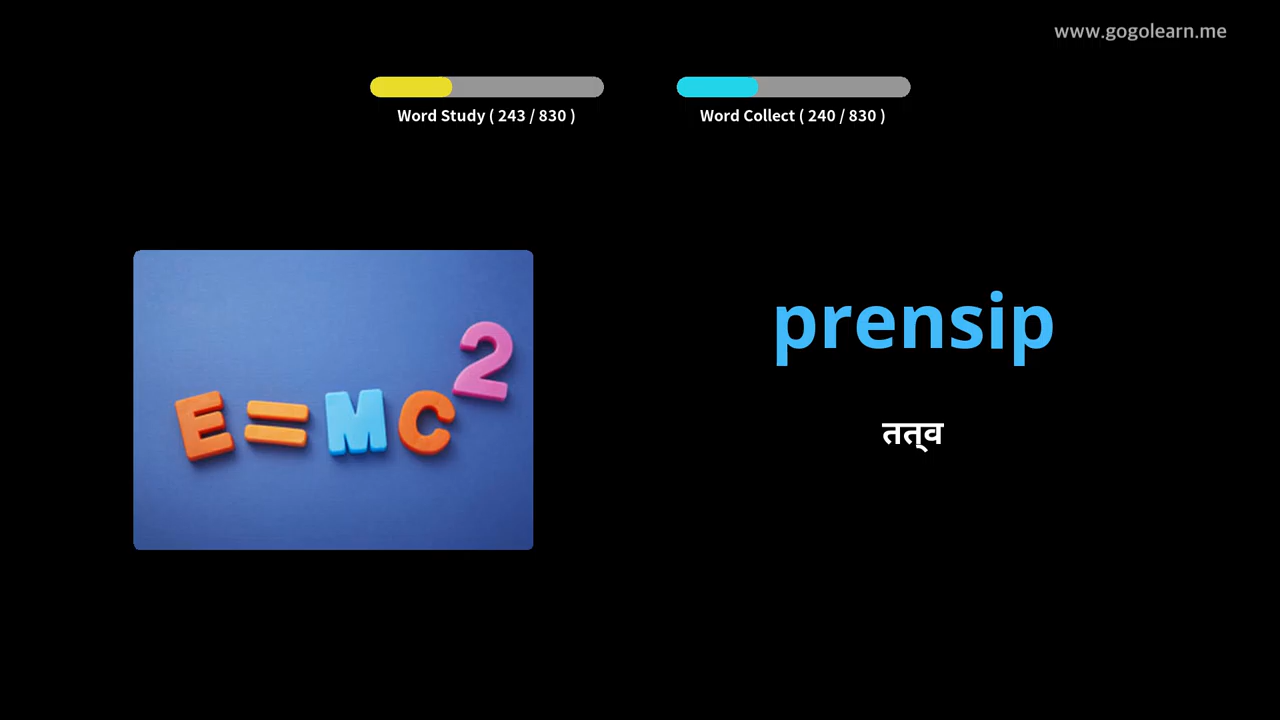 www.gogolearn.me
Word Study ( 243 / 830 )
Word Collect ( 240 / 830 )
E=MC2
prensip
तत्व